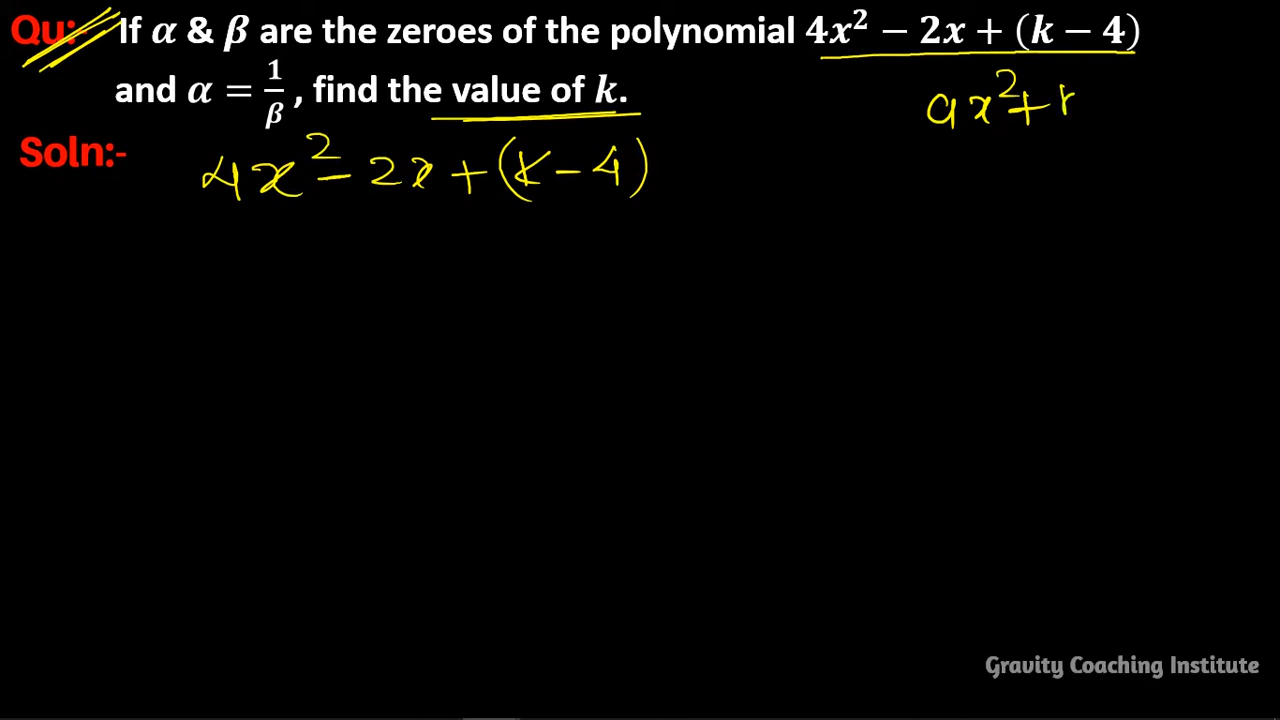 Qu:- If α & β are the zeroes of the polynomial 4x² − 2x + (k − 4)
and α = 1/β , find the value of k.
ax²+
Soln:-
4x² − 2x + (k − 4)
Gravity Coaching Institute